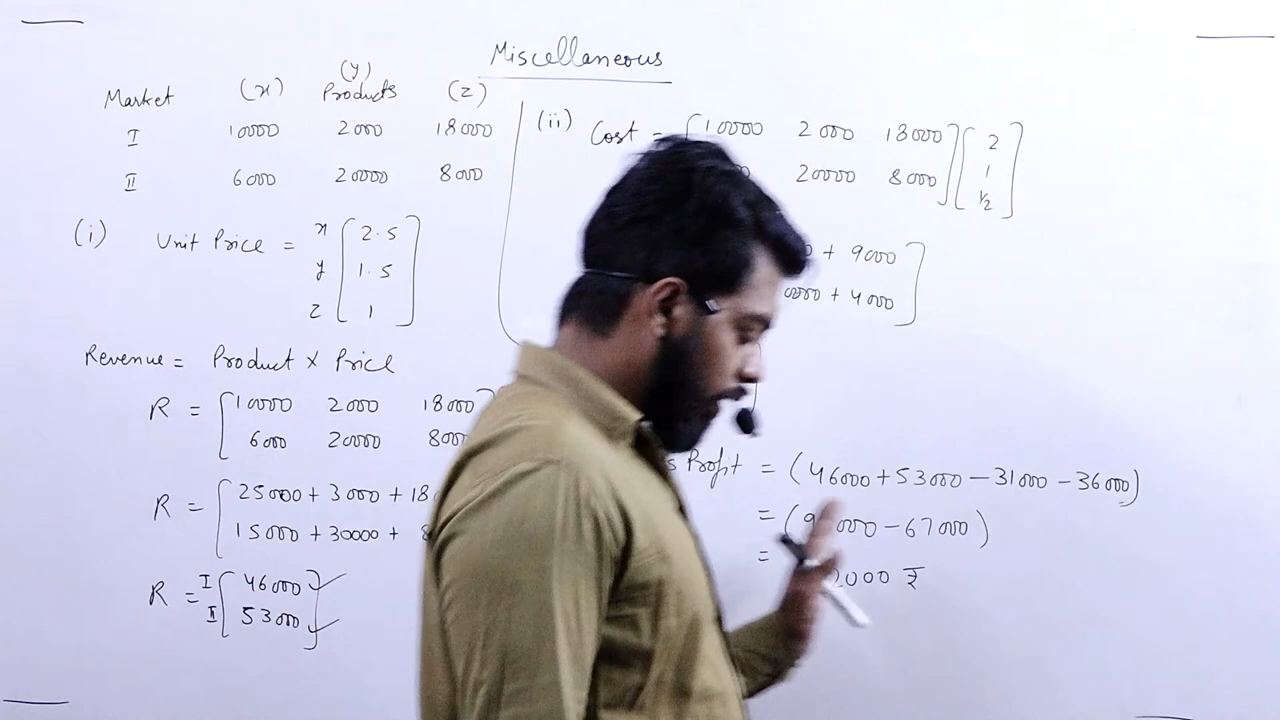 Miscellaneous
Market (x) (y) Products (z)
I 10000 2000 18000
II 6000 20000 8000
(i) Unit Price = x [ 2.5
y 1.5
z 1 ]
Revenue = Product × Price
R = [ 10000 2000 18000
6000 20000 8000
R = [ 25000 + 3000 + 18
15000 + 30000 +
R = I [ 46000
II 53000 ]
(ii) Cost = [ 10000 2000 18000 ] [ 2
20000 8000 ] 1
1/2 ]
+ 9000
+ 4000 ]
Profit = (46000 + 53000 − 31000 − 36000)
= ( 000 − 67000 )
= 2000 ₹